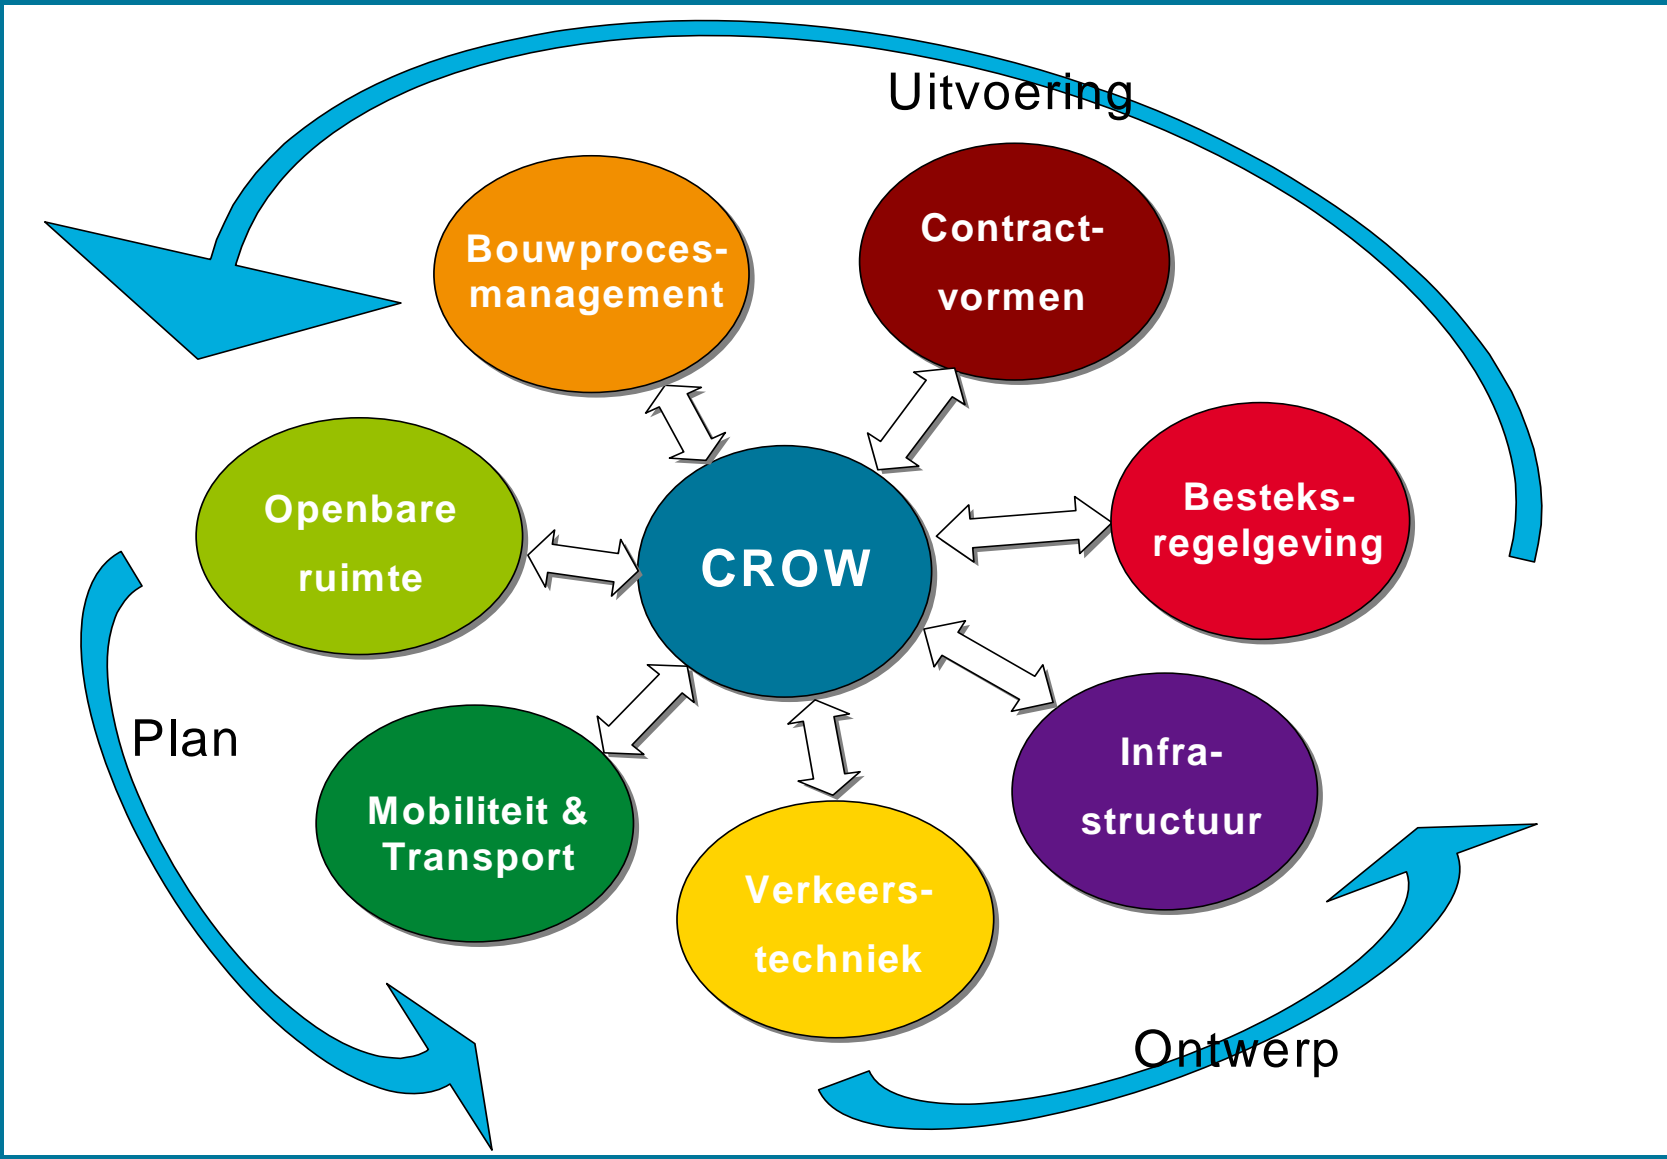 Uitvoering
Contract-
vormen
Bouwproces-
management
Besteks-
regelgeving
Openbare
ruimte
CROW
Plan
Infra-
structuur
Mobiliteit &
Transport
Verkeers-
techniek
Ontwerp